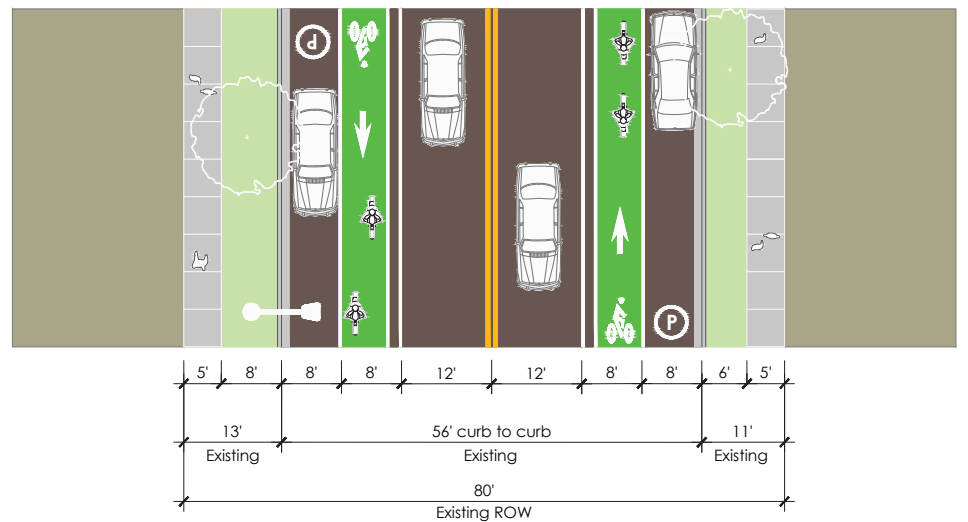 P
P
5' 8' 8' 8' 12' 12' 8' 8' 6' 5'
13' 56' curb to curb 11'
Existing Existing Existing
80'
Existing ROW